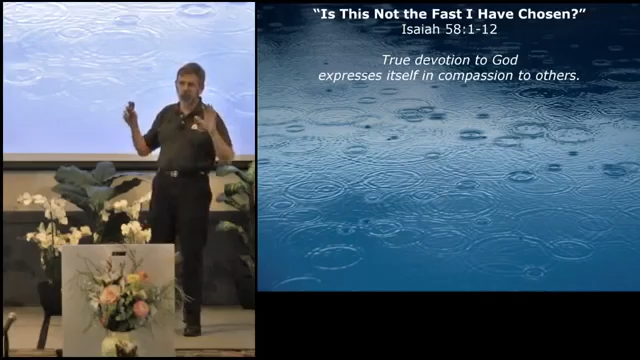 “Is This Not the Fast I Have Chosen?”
Isaiah 58:1-12
True devotion to God
expresses itself in compassion to others.